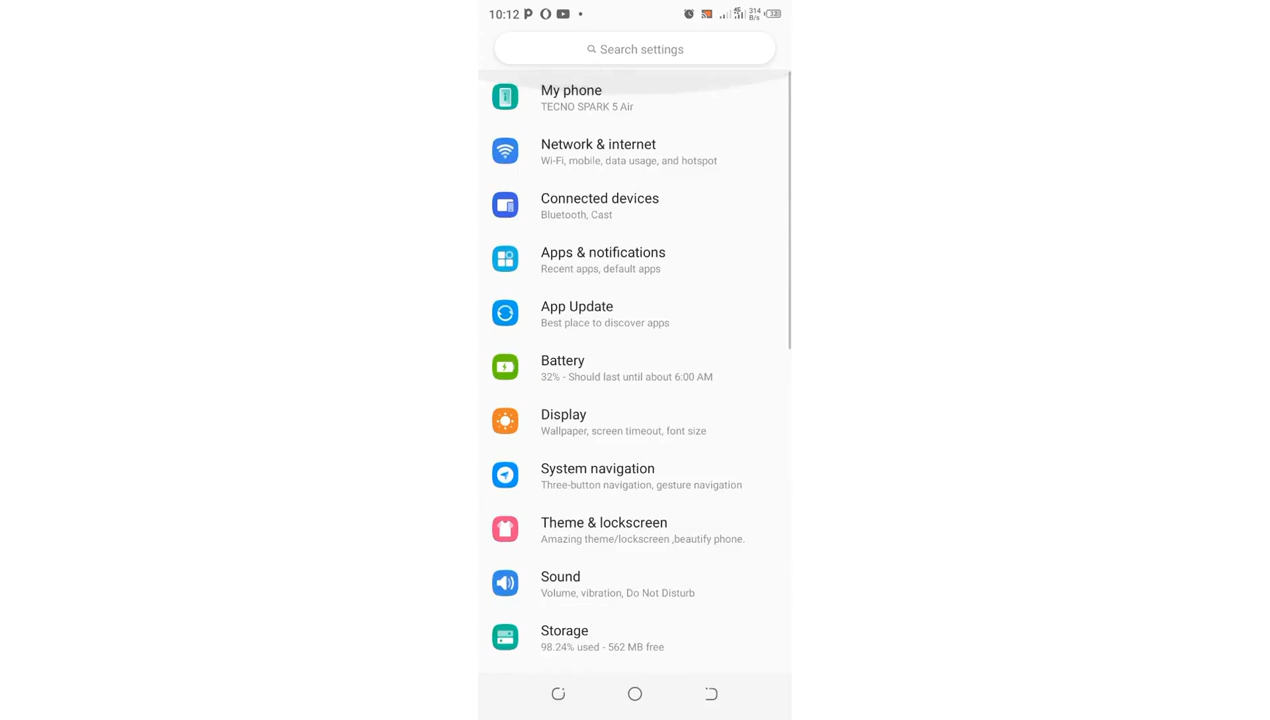 10:12 314 B/s 32
Search settings
My phone
TECNO SPARK 5 Air
Network & internet
Wi-Fi, mobile, data usage, and hotspot
Connected devices
Bluetooth, Cast
Apps & notifications
Recent apps, default apps
App Update
Best place to discover apps
Battery
32% - Should last until about 6:00 AM
Display
Wallpaper, screen timeout, font size
System navigation
Three-button navigation, gesture navigation
Theme & lockscreen
Amazing theme/lockscreen ,beautify phone.
Sound
Volume, vibration, Do Not Disturb
Storage
98.24% used - 562 MB free